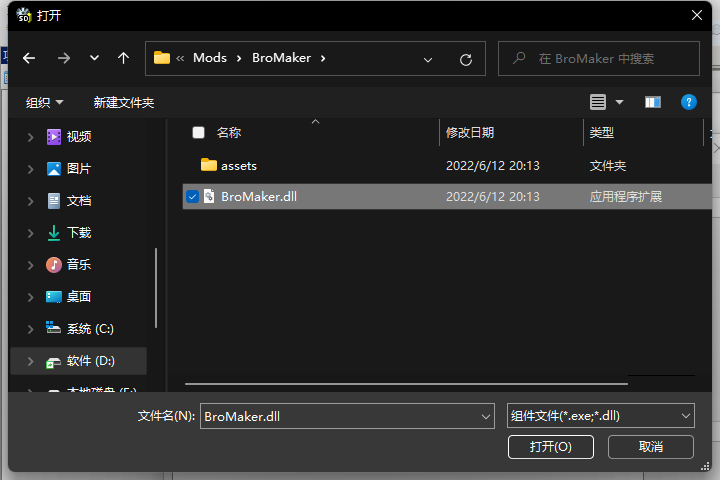 打开
Mods BroMaker
在 BroMaker 中搜索
组织 新建文件夹
名称 修改日期 类型
assets 2022/6/12 20:13 文件夹
BroMaker.dll 2022/6/12 20:13 应用程序扩展
视频
图片
文档
下载
音乐
桌面
系统 (C:)
软件 (D:)
文件名(N): BroMaker.dll 组件文件(*.exe;*.dll)
打开(O) 取消